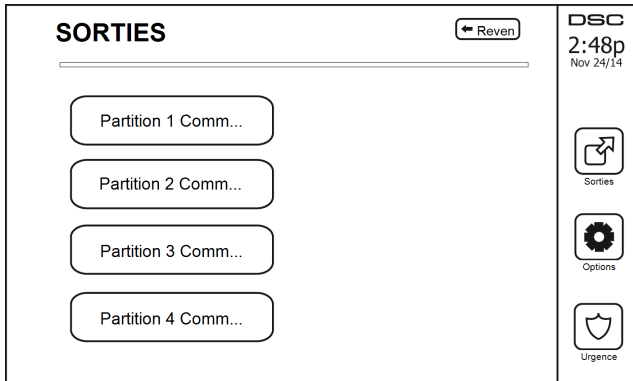 SORTIES
Reven
DSC
2:48p
Nov 24/14
Partition 1 Comm...
Partition 2 Comm...
Partition 3 Comm...
Partition 4 Comm...
Sorties
Options
Urgence